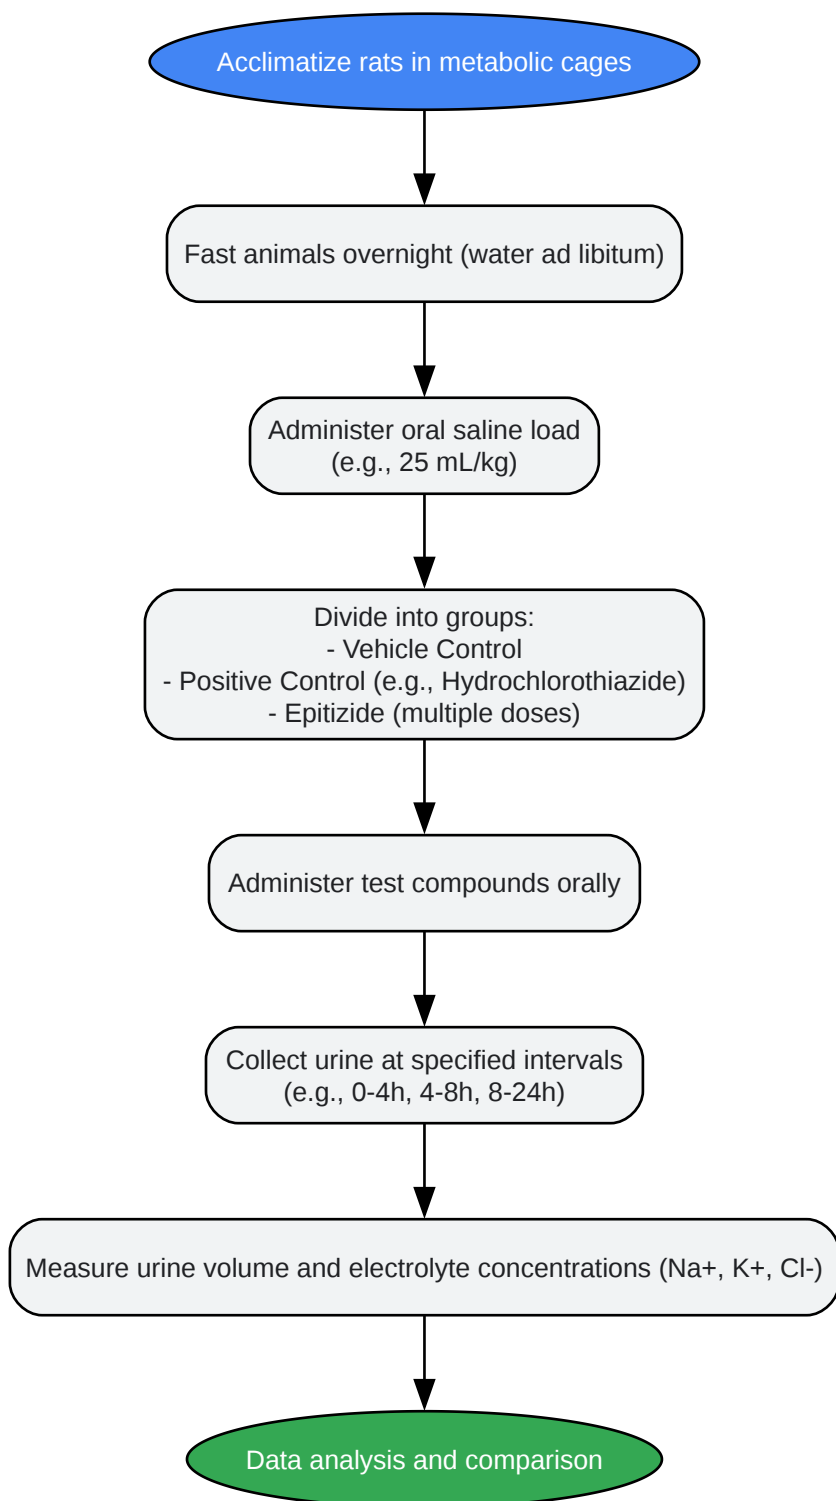 Acclimatize rats in metabolic cages
Fast animals overnight (water ad libitum)
Administer oral saline load
(e.g., 25 mL/kg)
Divide into groups:
- Vehicle Control
- Positive Control (e.g., Hydrochlorothiazide)
- Epitizide (multiple doses)
Administer test compounds orally
Collect urine at specified intervals
(e.g., 0-4h, 4-8h, 8-24h)
Measure urine volume and electrolyte concentrations (Na+, K+, Cl-)
Data analysis and comparison